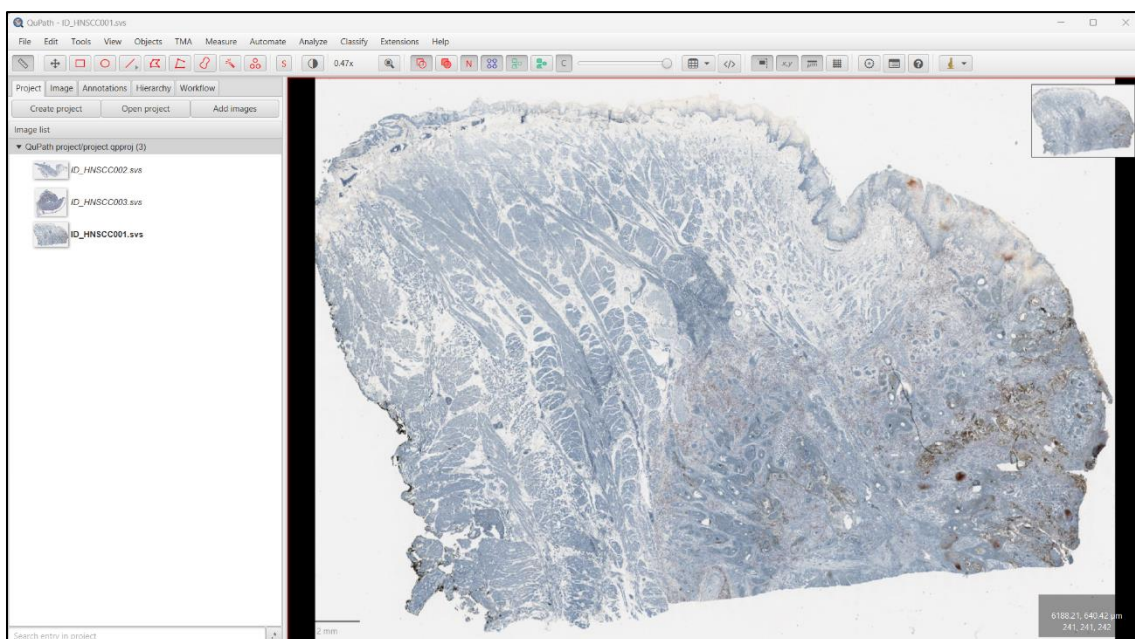 QuPath - ID_HNSCC001.svs
File Edit Tools View Objects TMA Measure Automate Analyze Classify Extensions Help
S 0.47x N C x,y µm
Project Image Annotations Hierarchy Workflow
Create project Open project Add images
Image list
QuPath project/project.qpproj (3)
ID_HNSCC002.svs
ID_HNSCC003.svs
ID_HNSCC001.svs
2 mm
6188.21, 640.42 µm
241, 241, 242
Search entry in project